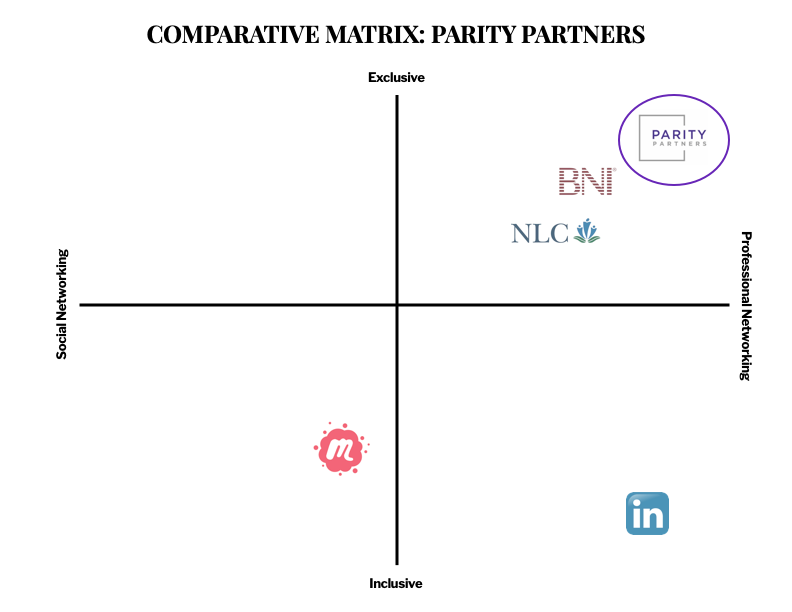 COMPARATIVE MATRIX: PARITY PARTNERS
Exclusive
PARITY
PARTNERS
BNI®
NLC
Social Networking
Professional Networking
m
in
Inclusive